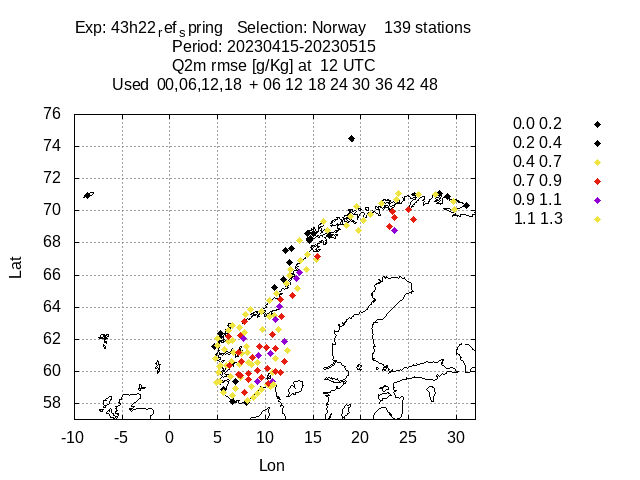 Exp: 43h22refspring Selection: Norway 139 stations
Period: 20230415-20230515
Q2m rmse [g/Kg] at 12 UTC
Used 00,06,12,18 + 06 12 18 24 30 36 42 48
76
74
72
70
68
66
64
62
60
58
-10 -5 0 5 10 15 20 25 30
Lat
Lon
0.0 0.2
0.2 0.4
0.4 0.7
0.7 0.9
0.9 1.1
1.1 1.3